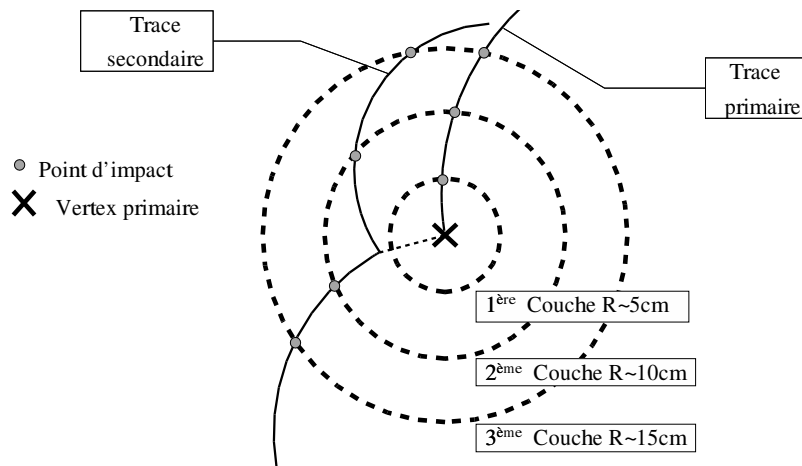 Trace
secondaire
Trace
primaire
Point d'impact
Vertex primaire
1ère Couche R~5cm
2ème Couche R~10cm
3ème Couche R~15cm